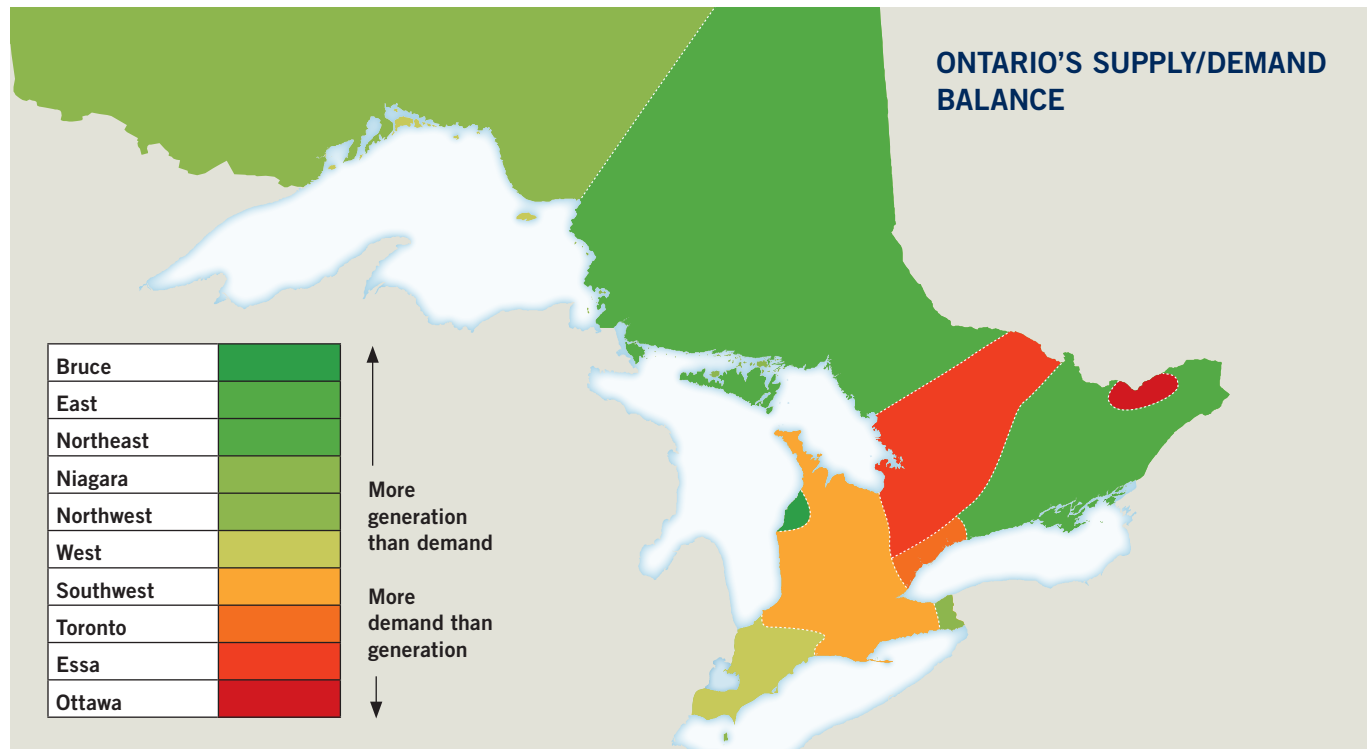 ONTARIO’S SUPPLY/DEMAND
BALANCE
Bruce
East
Northeast
Niagara
Northwest
West
Southwest
Toronto
Essa
Ottawa
More
generation
than demand
More
demand than
generation